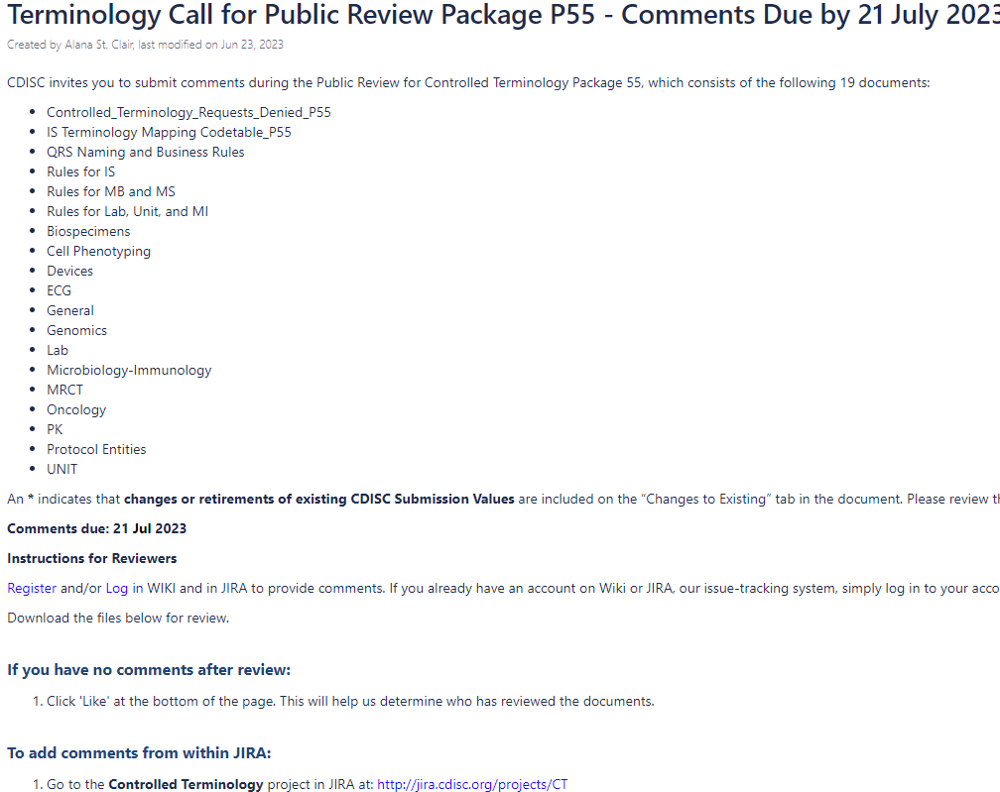 Terminology Call for Public Review Package P55 - Comments Due by 21 July 2023
Created by Alana St. Clair, last modified on Jun 23, 2023
CDISC invites you to submit comments during the Public Review for Controlled Terminology Package 55, which consists of the following 19 documents:
• Controlled_Terminology_Requests_Denied_P55
• IS Terminology Mapping Codetable_P55
• QRS Naming and Business Rules
• Rules for IS
• Rules for MB and MS
• Rules for Lab, Unit, and MI
• Biospecimens
• Cell Phenotyping
• Devices
• ECG
• General
• Genomics
• Lab
• Microbiology-Immunology
• MRCT
• Oncology
• PK
• Protocol Entities
• UNIT
An * indicates that changes or retirements of existing CDISC Submission Values are included on the “Changes to Existing” tab in the document. Please review
Comments due: 21 Jul 2023
Instructions for Reviewers
Register and/or Log in WIKI and in JIRA to provide comments. If you already have an account on Wiki or JIRA, our issue-tracking system, simply log in to your
Download the files below for review.
If you have no comments after review:
1. Click 'Like' at the bottom of the page. This will help us determine who has reviewed the documents.
To add comments from within JIRA:
1. Go to the Controlled Terminology project in JIRA at: http://jira.cdisc.org/projects/CT